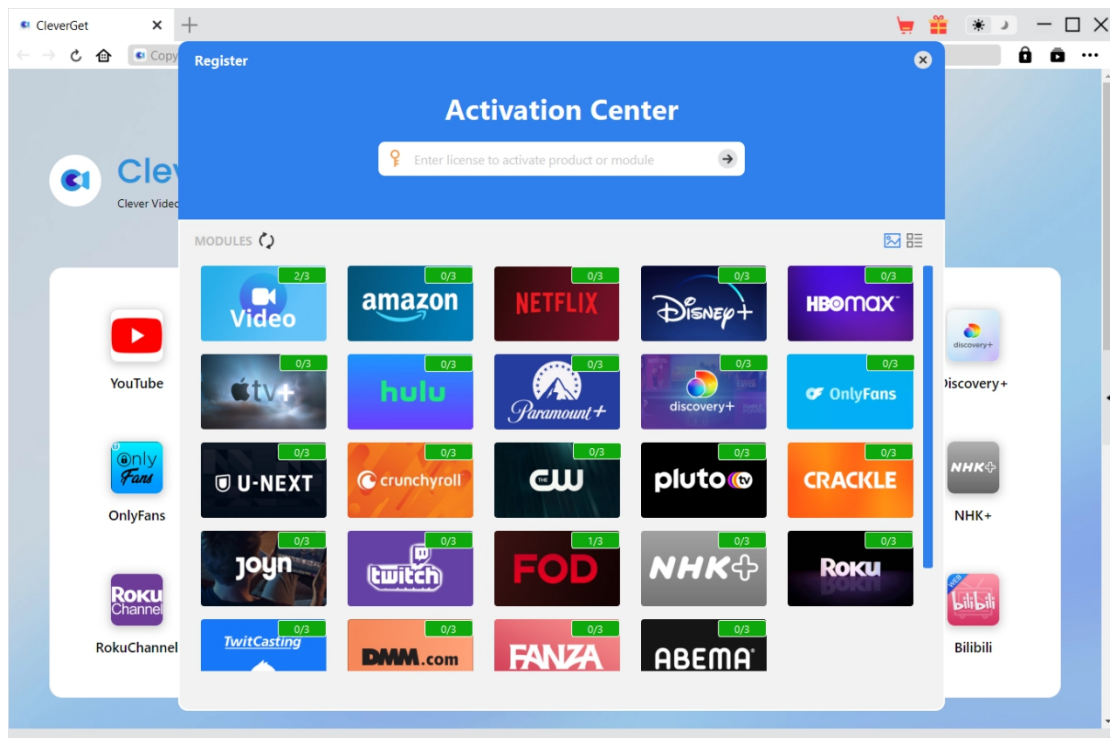 CleverGet
Copy
Register
Activation Center
Enter license to activate product or module
Clev
Clever Videc
MODULES
2/3
Video
0/3
amazon
0/3
NETFLIX
0/3
Disney+
0/3
HBOmax
0/3
tv+
0/3
hulu
0/3
Paramount+
0/3
discovery+
0/3
OnlyFans
0/3
U-NEXT
0/3
crunchyroll
0/3
THE CW
0/3
pluto tv
0/3
CRACKLE
0/3
Joyn
0/3
twitch
1/3
FOD
0/3
NHK+
0/3
ROKU
0/3
TwitCasting
0/3
DMM.com
0/3
FANZA
0/3
ABEMA
YouTube
discovery+
Discovery+
Only
Fans
OnlyFans
NHK+
NHK+
ROKU
Channel
RokuChannel
WEB
bilibili
Bilibili